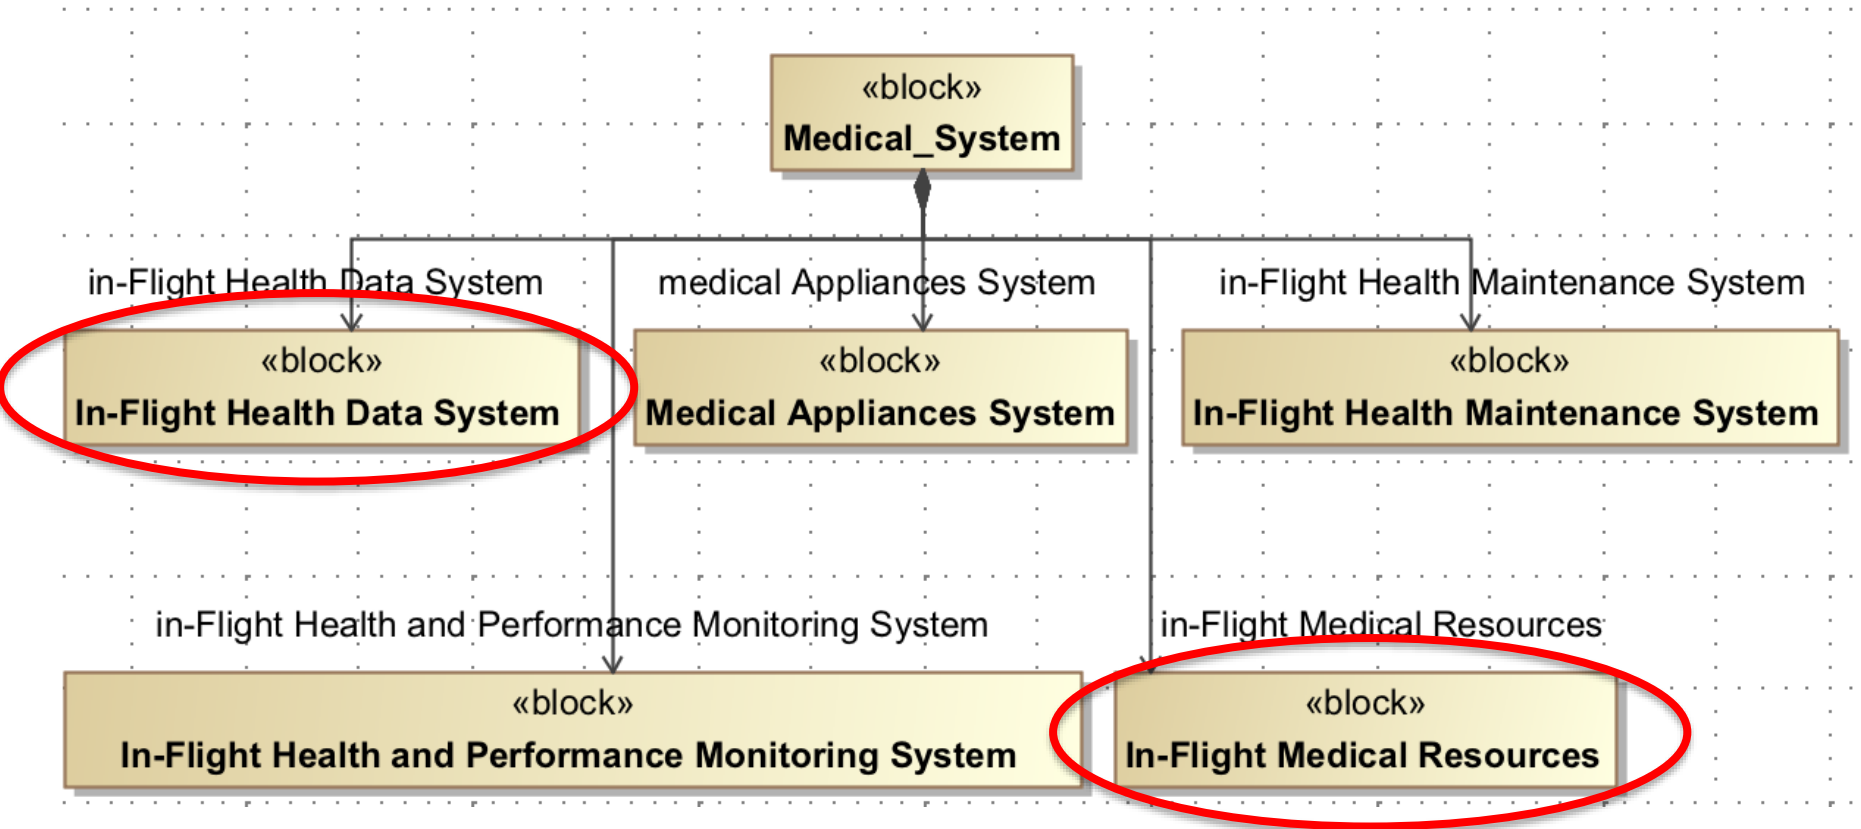 «block»
Medical_System
in-Flight Health Data System
medical Appliances System
in-Flight Health Maintenance System
«block»
In-Flight Health Data System
«block»
Medical Appliances System
«block»
In-Flight Health Maintenance System
in-Flight Health and Performance Monitoring System
in-Flight Medical Resources
«block»
In-Flight Health and Performance Monitoring System
«block»
In-Flight Medical Resources